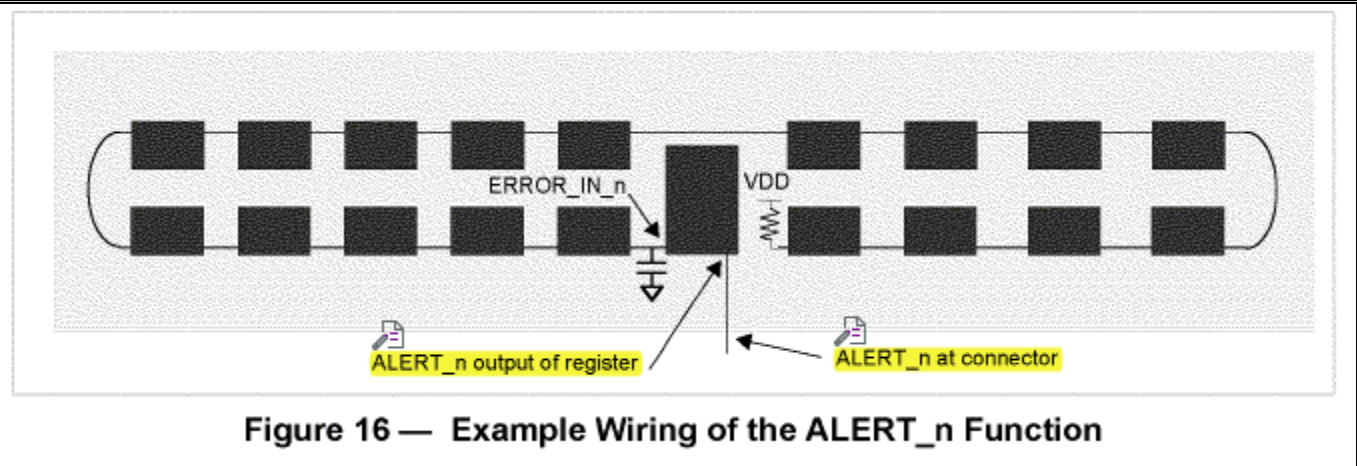 ERROR_IN_n
VDD
ALERT_n output of register
ALERT_n at connector
Figure 16 — Example Wiring of the ALERT_n Function